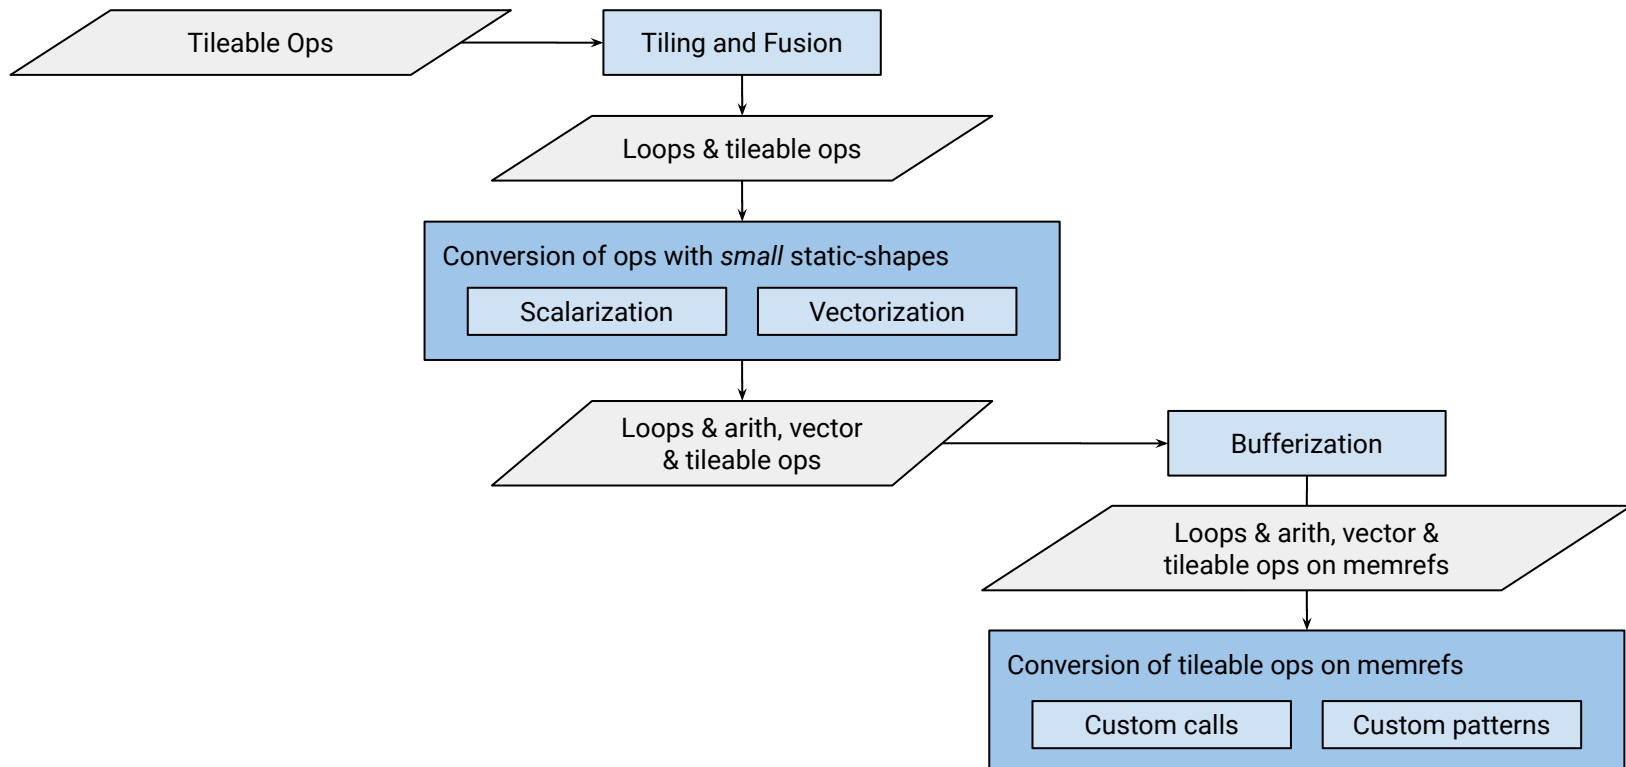 Tileable Ops
Tiling and Fusion
Loops & tileable ops
Conversion of ops with small static-shapes
Scalarization
Vectorization
Loops & arith, vector
& tileable ops
Bufferization
Loops & arith, vector &
tileable ops on memrefs
Conversion of tileable ops on memrefs
Custom calls
Custom patterns